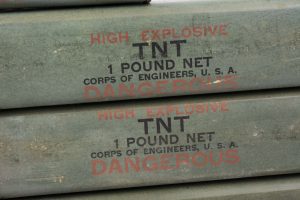 HIGH EXPLOSIVE
TNT
1 POUND NET
CORPS OF ENGINEERS, U. S. A.
DANGEROUS
HIGH EXPLOSIVE
TNT
1 POUND NET
CORPS OF ENGINEERS, U. S. A.
DANGEROUS